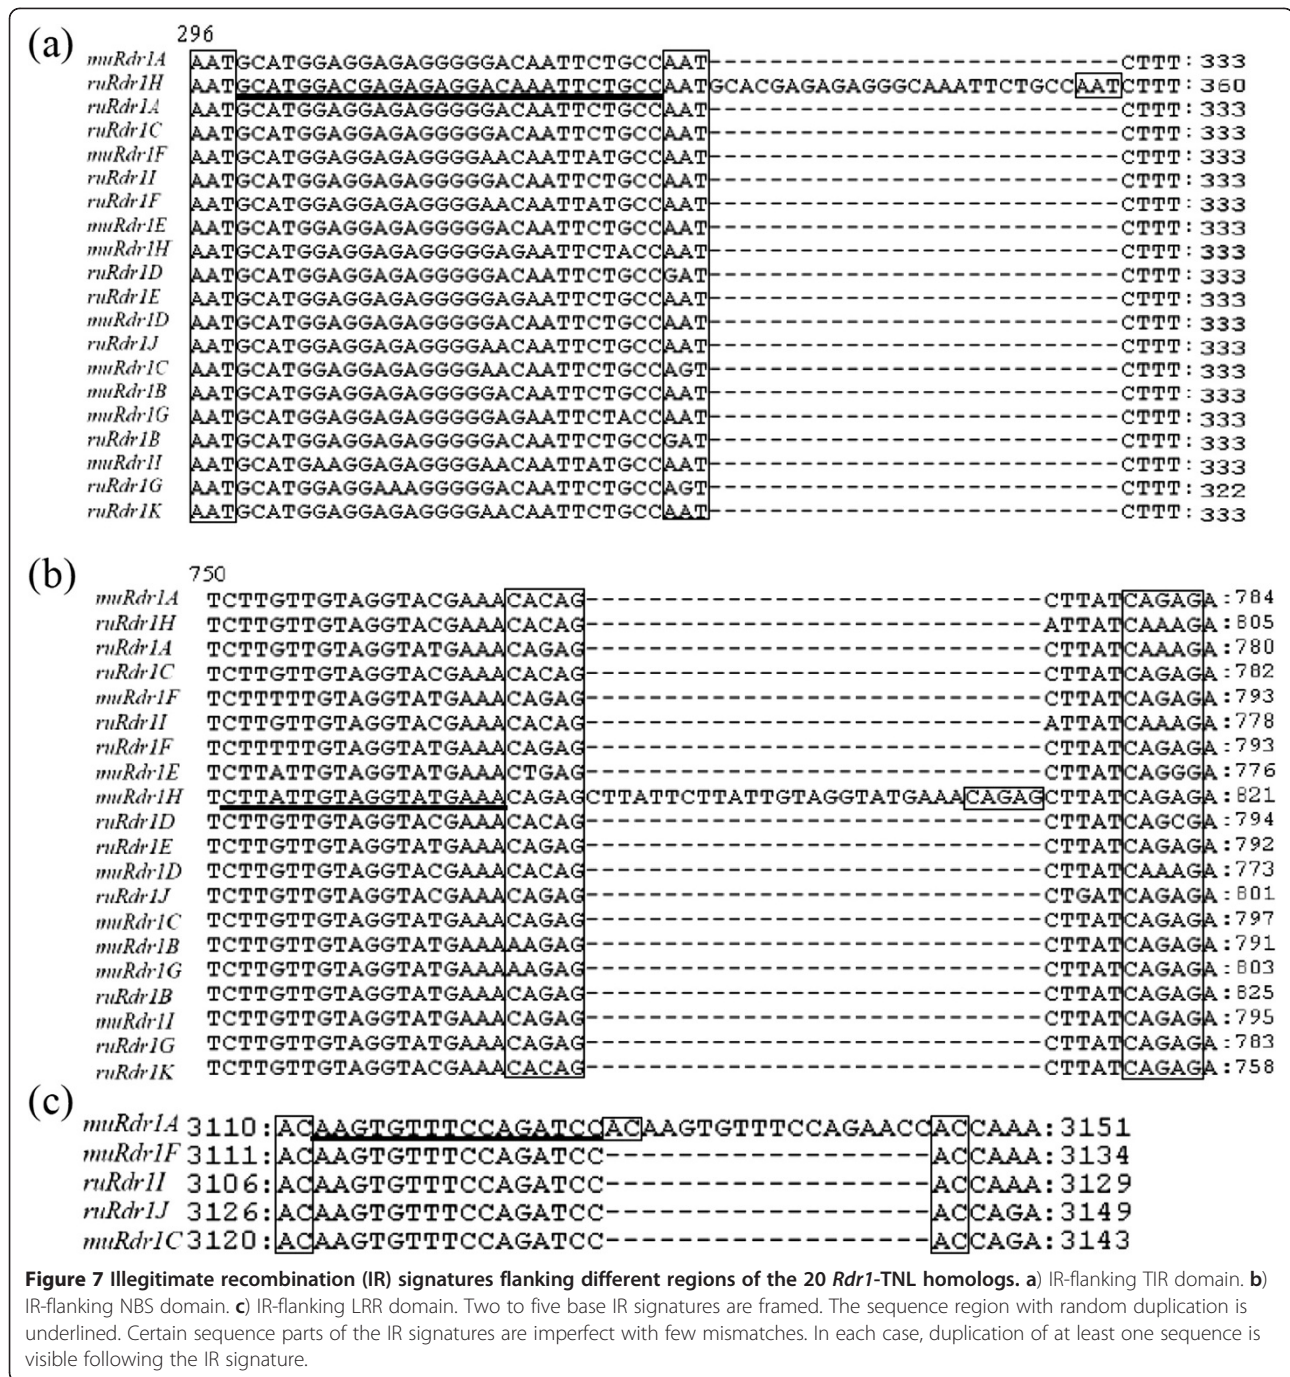 (a)
296
muRdr1A AATGCATGGAGGAGAGGGGGACAATTCTGCCAAT---------------------------CTTT: 333
ruRdr1H AATGCATGGACGAGAGAGGACAAATTCTGCCAATGCACGAGAGAGGGCAAATTCTGCCAATCTTT: 360
ruRdr1A AATGCATGGAGGAGAGGGGGACAATTCTGCCAAT---------------------------CTTT: 333
ruRdr1C AATGCATGGAGGAGAGGGGGACAATTCTGCCAAT---------------------------CTTT: 333
muRdr1F AATGCATGGAGGAGAGGGGAACAATTATGCCAAT---------------------------CTTT: 333
ruRdr1I AATGCATGGAGGAGAGGGGGACAATTCTGCCAAT---------------------------CTTT: 333
ruRdr1F AATGCATGGAGGAGAGGGGAACAATTATGCCAAT---------------------------CTTT: 333
muRdr1E AATGCATGGAGGAGAGGGGGACAATTCTGCCAAT---------------------------CTTT: 333
muRdr1H AATGCATGGAGGAGAGGGGGAGAATTCTACCAAT---------------------------CTTT: 333
ruRdr1D AATGCATGGAGGAGAGGGGGACAATTCTGCCGAT---------------------------CTTT: 333
ruRdr1E AATGCATGGAGGAGAGGGGGAGAATTCTGCCAAT---------------------------CTTT: 333
muRdr1D AATGCATGGAGGAGAGGGGGACAATTCTGCCAAT---------------------------CTTT: 333
ruRdr1J AATGCATGGAGGAGAGGGGAACAATTCTGCCAAT---------------------------CTTT: 333
muRdr1C AATGCATGGAGGAGAGGGGAACAATTCTGCCAGT---------------------------CTTT: 333
muRdr1B AATGCATGGAGGAGAGGGGGACAATTCTGCCAAT---------------------------CTTT: 333
muRdr1G AATGCATGGAGGAGAGGGGAGAATTCTACCAAT---------------------------CTTT: 333
ruRdr1B AATGCATGGAGGAGAGGGGGACAATTCTGCCGAT---------------------------CTTT: 333
muRdr1I AATGCATGAAGGAGAGGGGAACAATTATGCCAAT---------------------------CTTT: 333
ruRdr1G AATGCATGGAGGAAAGGGGGACAATTCTGCCAGT---------------------------CTTT: 322
ruRdr1K AATGCATGGAGGAGAGGGGAACAATTCTGCCAAT---------------------------CTTT: 333
(b)
750
muRdr1A TCTTGTTGTAGGTACGAAACACAG-----------------------------CTTATCAGAGA:784
ruRdr1H TCTTGTTGTAGGTACGAAACACAG-----------------------------ATTATCAAAGA:805
ruRdr1A TCTTGTTGTAGGTACGAAACACAG-----------------------------CTTATCAAAGA:780
ruRdr1C TCTTGTTGTAGGTACGAAACACAG-----------------------------CTTATCAGAGA:782
muRdr1F TCTTTTTGTAGGTATGAAACAGAG-----------------------------CTTATCAGAGA:793
ruRdr1I TCTTGTTGTAGGTACGAAACACAG-----------------------------ATTATCAAAGA:778
ruRdr1F TCTTTTTGTAGGTATGAAACAGAG-----------------------------CTTATCAGAGA:793
muRdr1E TCTTATTGTAGGTATGAAACTGAG-----------------------------CTTATCAGGGA:776
muRdr1H TCTTATTGTAGGTATGAAACAGAGCTTATTCTTATTGTAGGTATGAAACAGAGCTTATCAGAGA:821
ruRdr1D TCTTGTTGTAGGTACGAAACACAG-----------------------------CTTATCAGCGA:794
ruRdr1E TCTTGTTGTAGGTATGAAACAGAG-----------------------------CTTATCAGAGA:792
muRdr1D TCTTGTTGTAGGTACGAAACACAG-----------------------------CTTATCAAAGA:773
ruRdr1J TCTTGTTGTAGGTACGAAACAGAG-----------------------------CTGATCAGAGA:801
muRdr1C TCTTGTTGTAGGTATGAAACAGAG-----------------------------CTTATCAGAGA:797
muRdr1B TCTTGTTGTAGGTATGAAAAAGAG-----------------------------CTTATCAGAGA:791
muRdr1G TCTTGTTGTAGGTATGAAAAAGAG-----------------------------CTTATCAGAGA:803
ruRdr1B TCTTGTTGTAGGTATGAAACAGAG-----------------------------CTTATCAGAGA:825
muRdr1I TCTTGTTGTAGGTATGAAACAGAG-----------------------------CTTATCAGAGA:795
ruRdr1G TCTTGTTGTAGGTATGAAACAGAG-----------------------------CTTATCAGAGA:783
ruRdr1K TCTTGTTGTAGGTACGAAACACAG-----------------------------CTTATCAGAGA:758
(c)
muRdr1A 3110:ACAAGTGTTTCCAGATCCACAAGTGTTTCCAGAACCACCAAA:3151
muRdr1F 3111:ACAAGTGTTTCCAGATCC------------------ACCAAA:3134
ruRdr1I 3106:ACAAGTGTTTCCAGATCC------------------ACCAAA:3129
ruRdr1J 3126:ACAAGTGTTTCCAGATCC------------------ACCAGA:3149
muRdr1C 3120:ACAAGTGTTTCCAGATCC------------------ACCAGA:3143
Figure 7 Illegitimate recombination (IR) signatures flanking different regions of the 20 Rdr1-TNL homologs. a) IR-flanking TIR domain. b)
IR-flanking NBS domain. c) IR-flanking LRR domain. Two to five base IR signatures are framed. The sequence region with random duplication is
underlined. Certain sequence parts of the IR signatures are imperfect with few mismatches. In each case, duplication of at least one sequence is
visible following the IR signature.